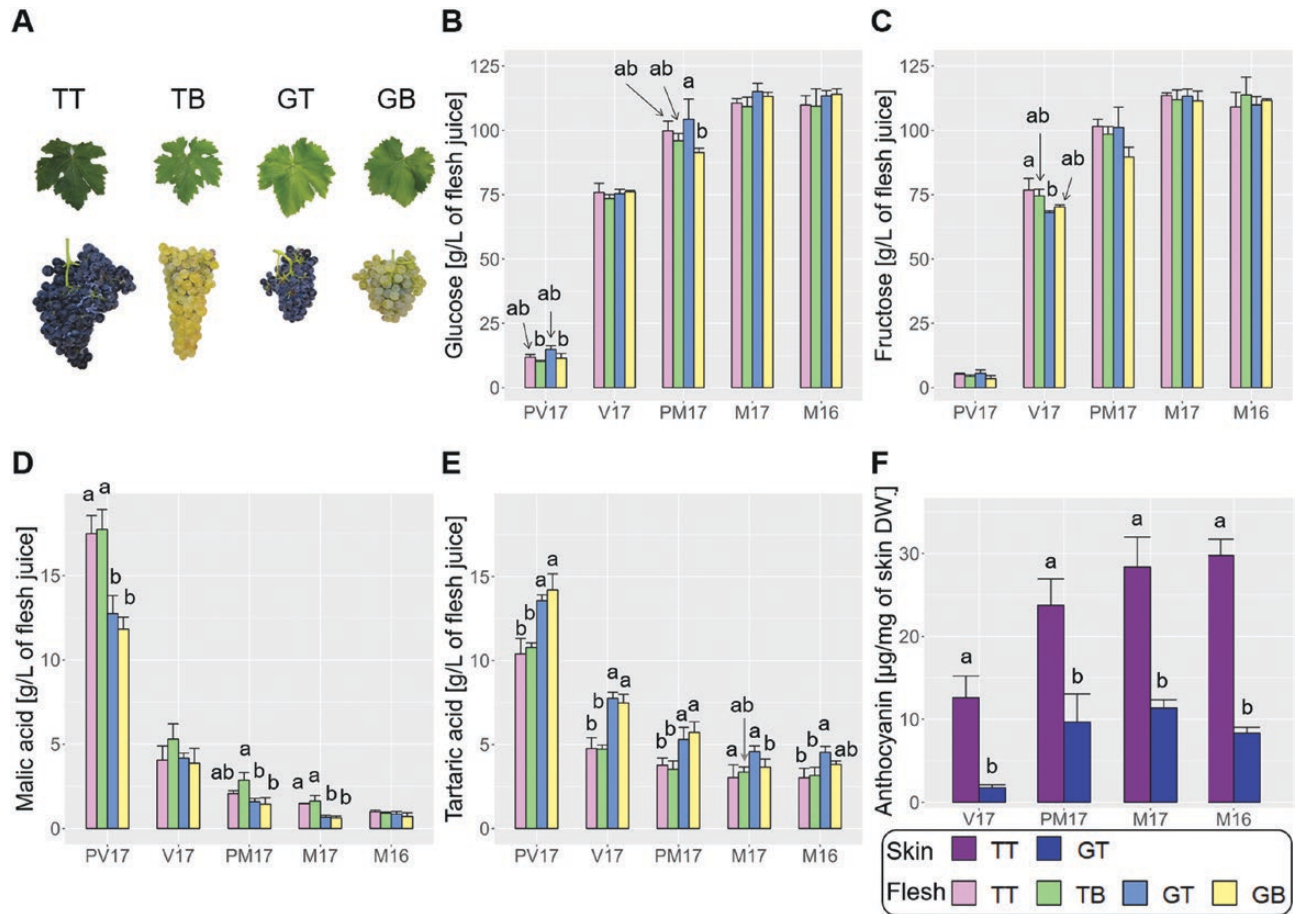 A
TT TB GT GB
B
Glucose [g/L of flesh juice]
125
100
75
50
25
0
ab
ab
a
b
ab
ab
b
b
PV17 V17 PM17 M17 M16
C
Fructose [g/L of flesh juice]
125
100
75
50
25
0
ab
a
b
ab
PV17 V17 PM17 M17 M16
D
Malic acid [g/L of flesh juice]
15
10
5
0
a a
b
b
ab a b b
a a b b
PV17 V17 PM17 M17 M16
E
Tartaric acid [g/L of flesh juice]
15
10
5
0
b b a a
b b a a
b b a a
a ab a b
b b a ab
PV17 V17 PM17 M17 M16
F
Anthocyanin [µg/mg of skin DW]
30
20
10
0
a b
a b
a b
a b
V17 PM17 M17 M16
Skin TT GT
Flesh TT TB GT GB